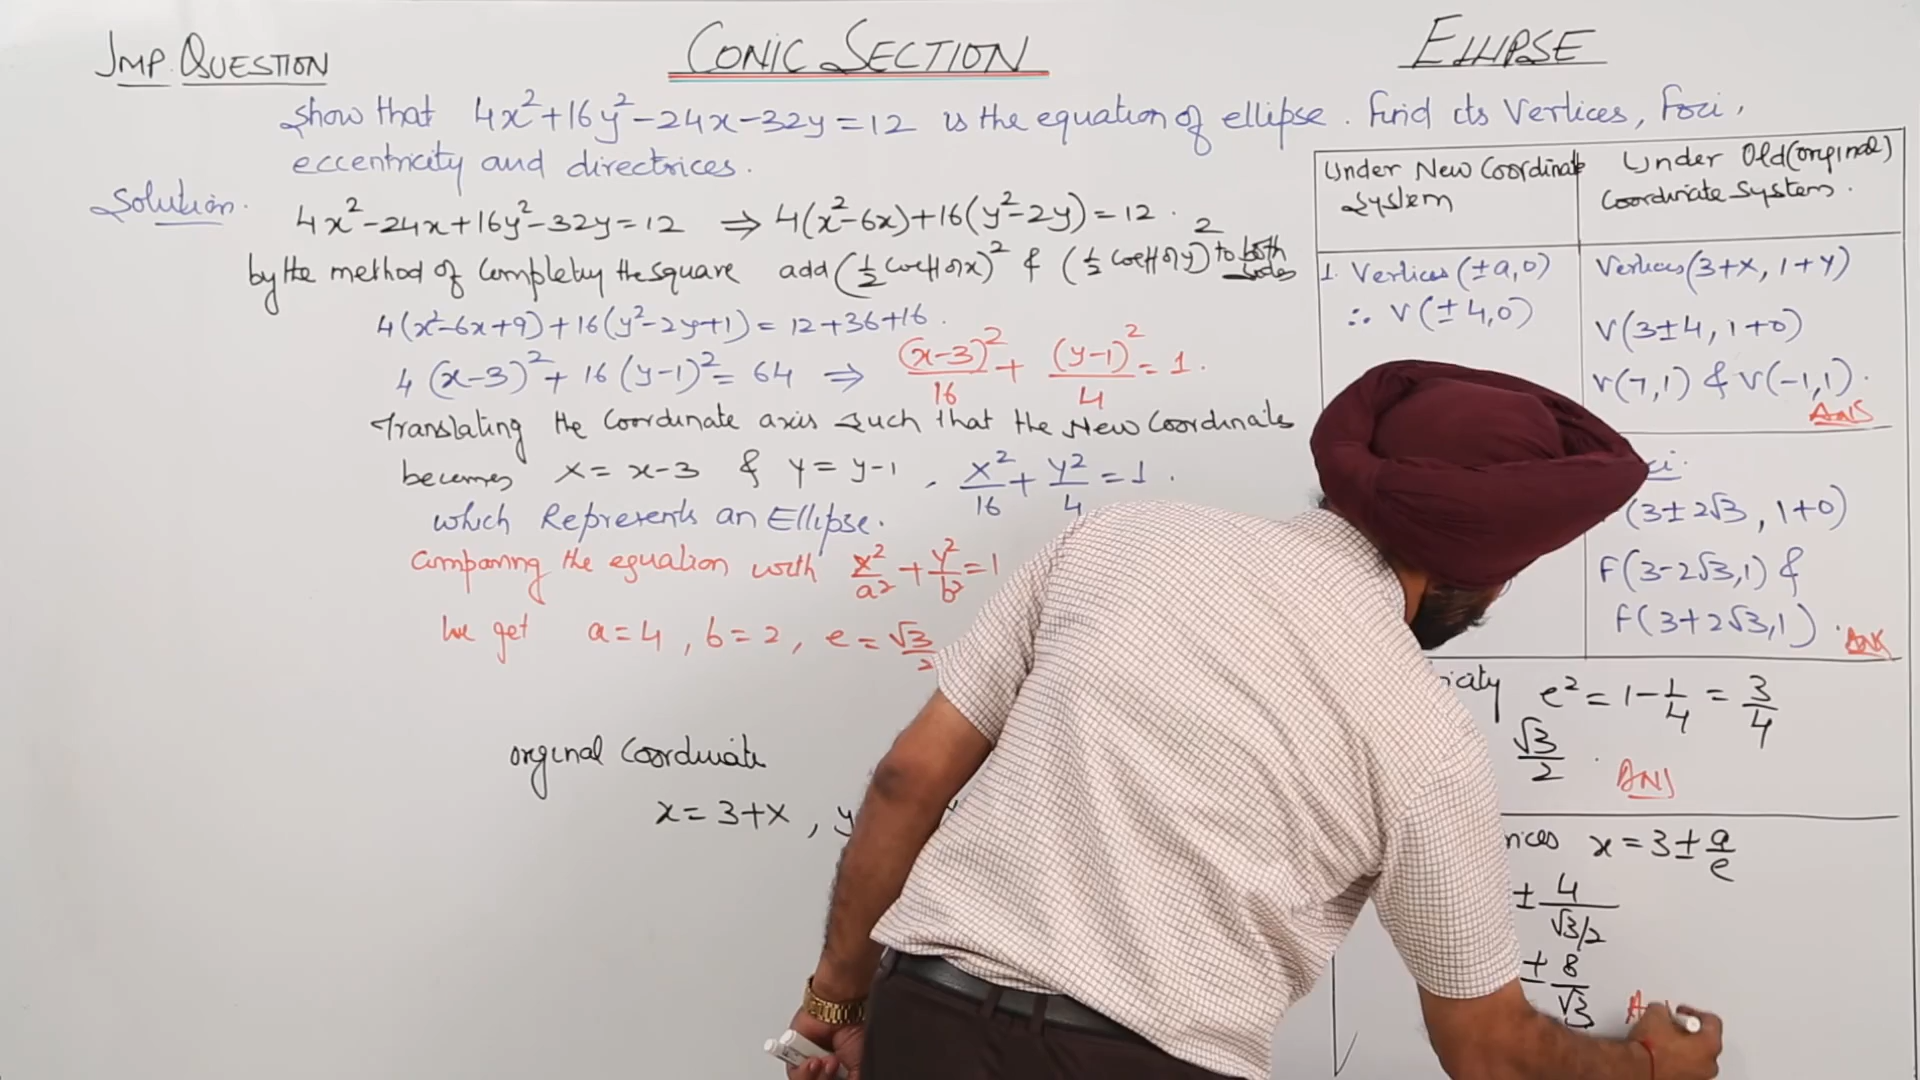 IMP. QUESTION
CONIC SECTION
ELLIPSE
Show that 4x²+16y²-24x-32y=12 is the equation of ellipse. Find its Vertices, Foci,
eccentricity and directrices.
Solution.
4x²-24x+16y²-32y=12 ⇒ 4(x²-6x)+16(y²-2y)=12.
by the method of completing the square add (1/2 coeff of x)² & (1/2 coeff of y)² to both sides
4(x²-6x+9)+16(y²-2y+1)=12+36+16.
4(x-3)²+16(y-1)²=64 ⇒ (x-3)²/16 + (y-1)²/4 = 1.
Translating the Coordinate axis such that the New Coordinates
becomes X=x-3 & Y=y-1, X²/16 + Y²/4 = 1.
which Represents an Ellipse.
Comparing the equation with X²/a² + Y²/b² = 1
We get a=4, b=2, e=√3/2
orginal Coordinate
x=3+X, y
Under New Coordinate System
Under Old(original) Coordinate System.
1. Vertices (±a,0)
∴ V(±4,0)
Vertices(3+X, 1+Y)
V(3±4, 1+0)
V(7,1) & V(-1,1).
Ans
(3±2√3, 1+0)
F(3-2√3,1) &
F(3+2√3,1).
Ans
e² = 1-1/4 = 3/4
√3/2.
ANS
x=3±a/e
± 4/(√3/2)
± 8/√3